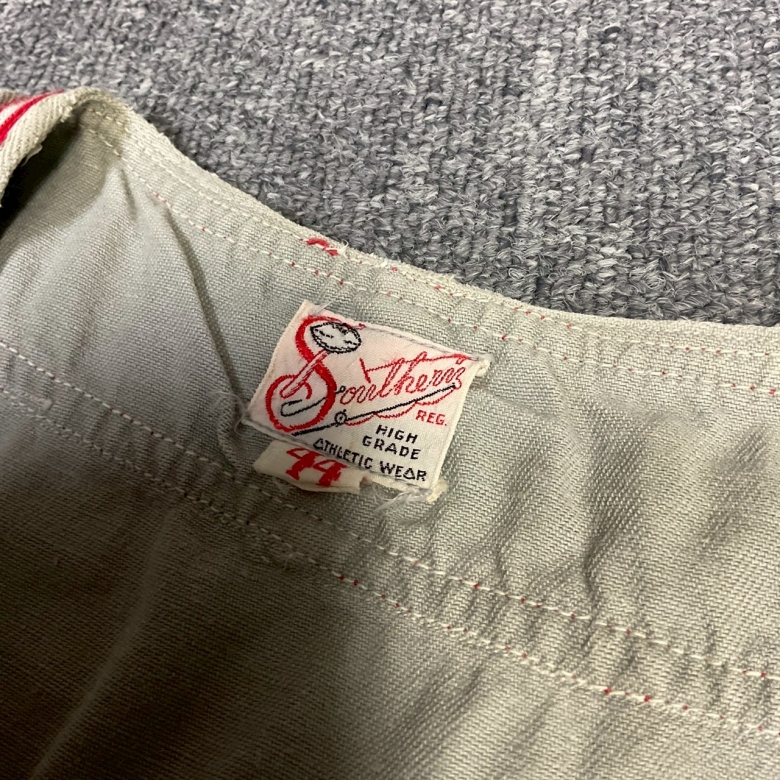 Southern
REG.
HIGH
GRADE
ATHLETIC WEAR
44